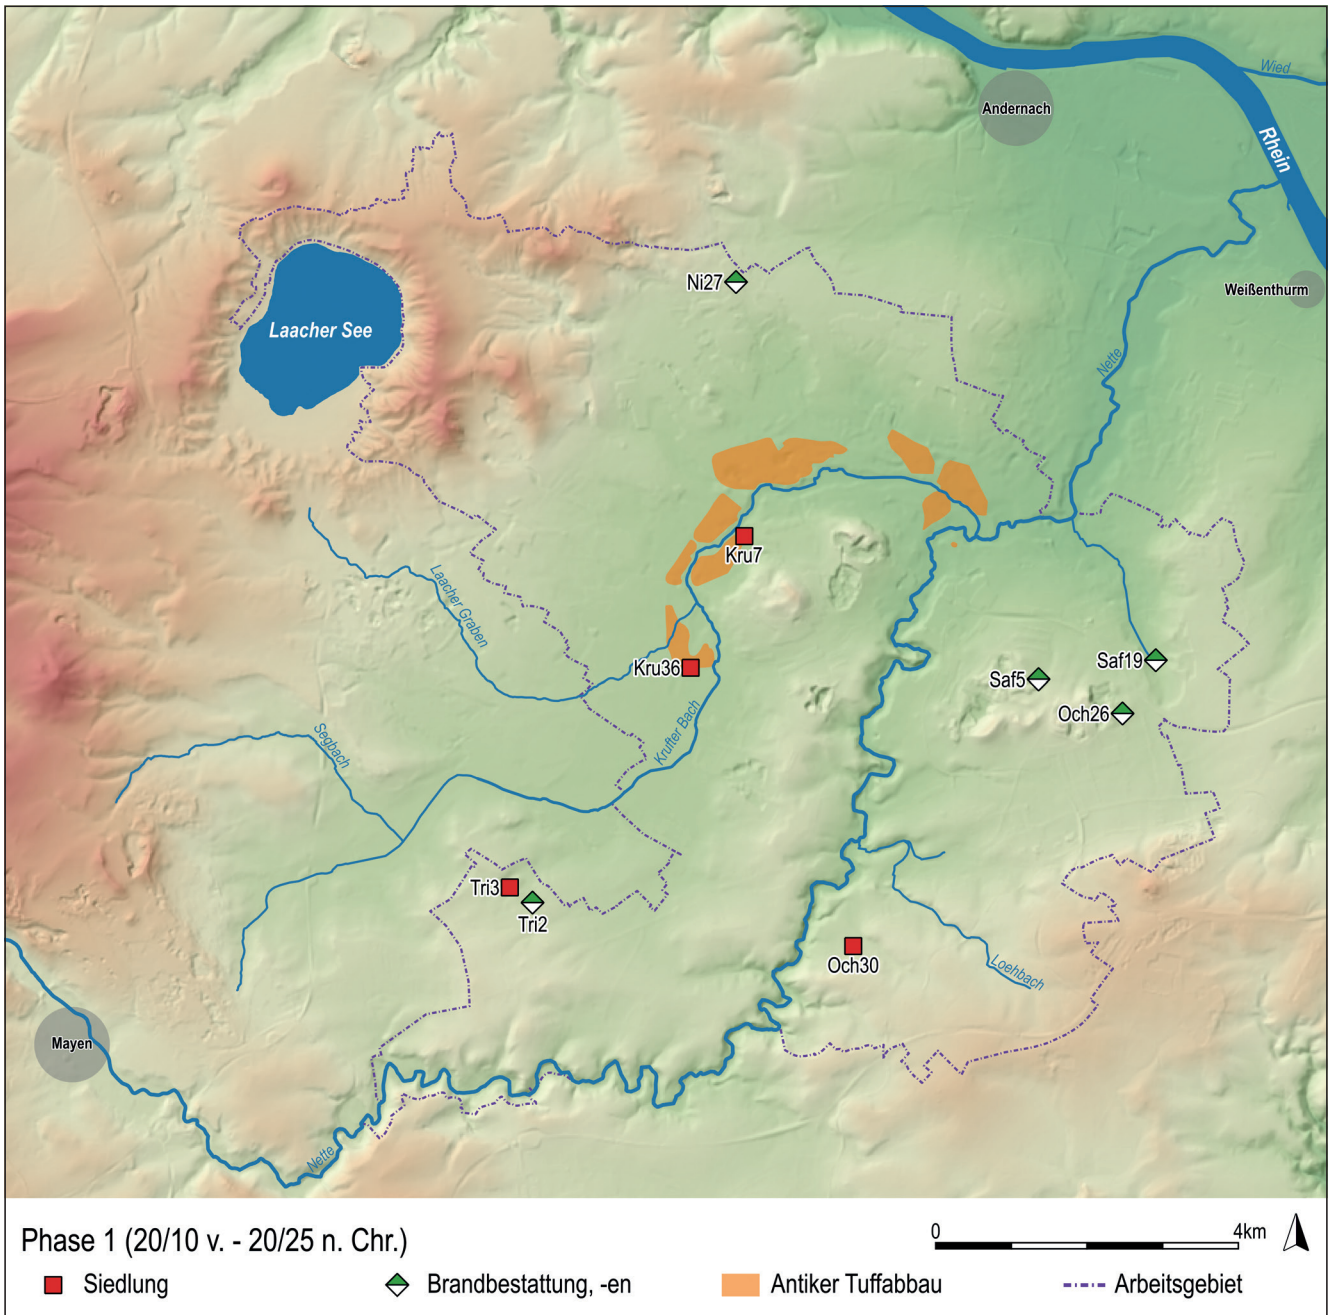 Wied
Andernach
Rhein
Ni27
Weißenthurm
Laacher See
Nette
Kru7
Laacher Graben
Kru36
Saf19
Saf5
Och26
Krufter Bach
Segbach
Tri3
Tri2
Och30
Loehbach
Mayen
Nette
Phase 1 (20/10 v. - 20/25 n. Chr.)
0 4km
Siedlung Brandbestattung, -en Antiker Tuffabbau Arbeitsgebiet